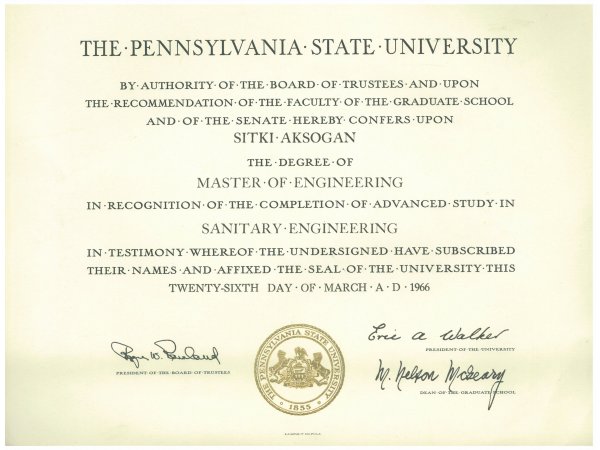 THE·PENNSYLVANIA·STATE·UNIVERSITY
BY·AUTHORITY·OF·THE·BOARD·OF·TRUSTEES·AND·UPON
THE·RECOMMENDATION·OF·THE·FACULTY·OF·THE·GRADUATE·SCHOOL
AND·OF·THE·SENATE·HEREBY·CONFERS·UPON
SITKI·AKSOGAN
THE·DEGREE·OF
MASTER·OF·ENGINEERING
IN·RECOGNITION·OF·THE·COMPLETION·OF·ADVANCED·STUDY·IN
SANITARY·ENGINEERING
IN·TESTIMONY·WHEREOF·THE·UNDERSIGNED·HAVE·SUBSCRIBED
THEIR·NAMES·AND·AFFIXED·THE·SEAL·OF·THE·UNIVERSITY·THIS
TWENTY-SIXTH·DAY·OF·MARCH·A·D·1966
Eric A Walker
PRESIDENT·OF·THE·UNIVERSITY
PRESIDENT·OF·THE·BOARD·OF·TRUSTEES
THE PENNSYLVANIA STATE UNIVERSITY
·1855·
M. Nelson McGeary
DEAN·OF·THE·GRADUATE·SCHOOL